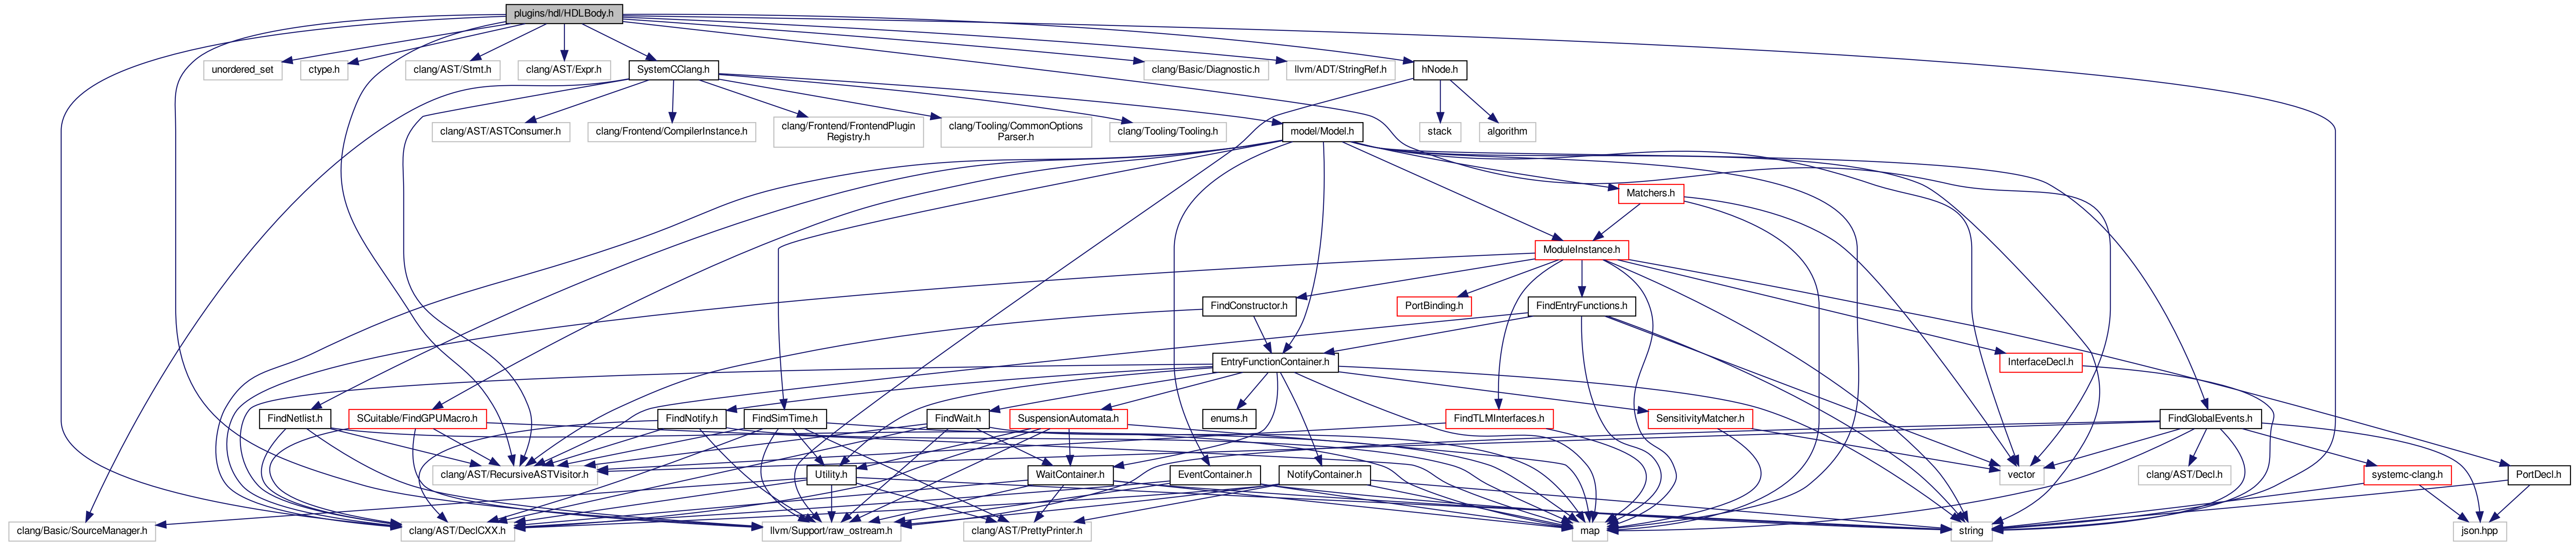 plugins/hdl/HDLBody.h
unordered_set
ctype.h
clang/AST/Stmt.h
clang/AST/Expr.h
SystemCClang.h
clang/Basic/Diagnostic.h
llvm/ADT/StringRef.h
hNode.h
clang/AST/ASTConsumer.h
clang/Frontend/CompilerInstance.h
clang/Frontend/FrontendPlugin
Registry.h
clang/Tooling/CommonOptions
Parser.h
clang/Tooling/Tooling.h
model/Model.h
stack
algorithm
Matchers.h
ModuleInstance.h
FindConstructor.h
PortBinding.h
FindEntryFunctions.h
EntryFunctionContainer.h
InterfaceDecl.h
FindNetlist.h
SCuitable/FindGPUMacro.h
FindNotify.h
FindSimTime.h
FindWait.h
SuspensionAutomata.h
enums.h
FindTLMInterfaces.h
SensitivityMatcher.h
FindGlobalEvents.h
clang/AST/RecursiveASTVisitor.h
Utility.h
WaitContainer.h
EventContainer.h
NotifyContainer.h
vector
clang/AST/Decl.h
systemc-clang.h
PortDecl.h
clang/Basic/SourceManager.h
clang/AST/DeclCXX.h
llvm/Support/raw_ostream.h
clang/AST/PrettyPrinter.h
map
string
json.hpp